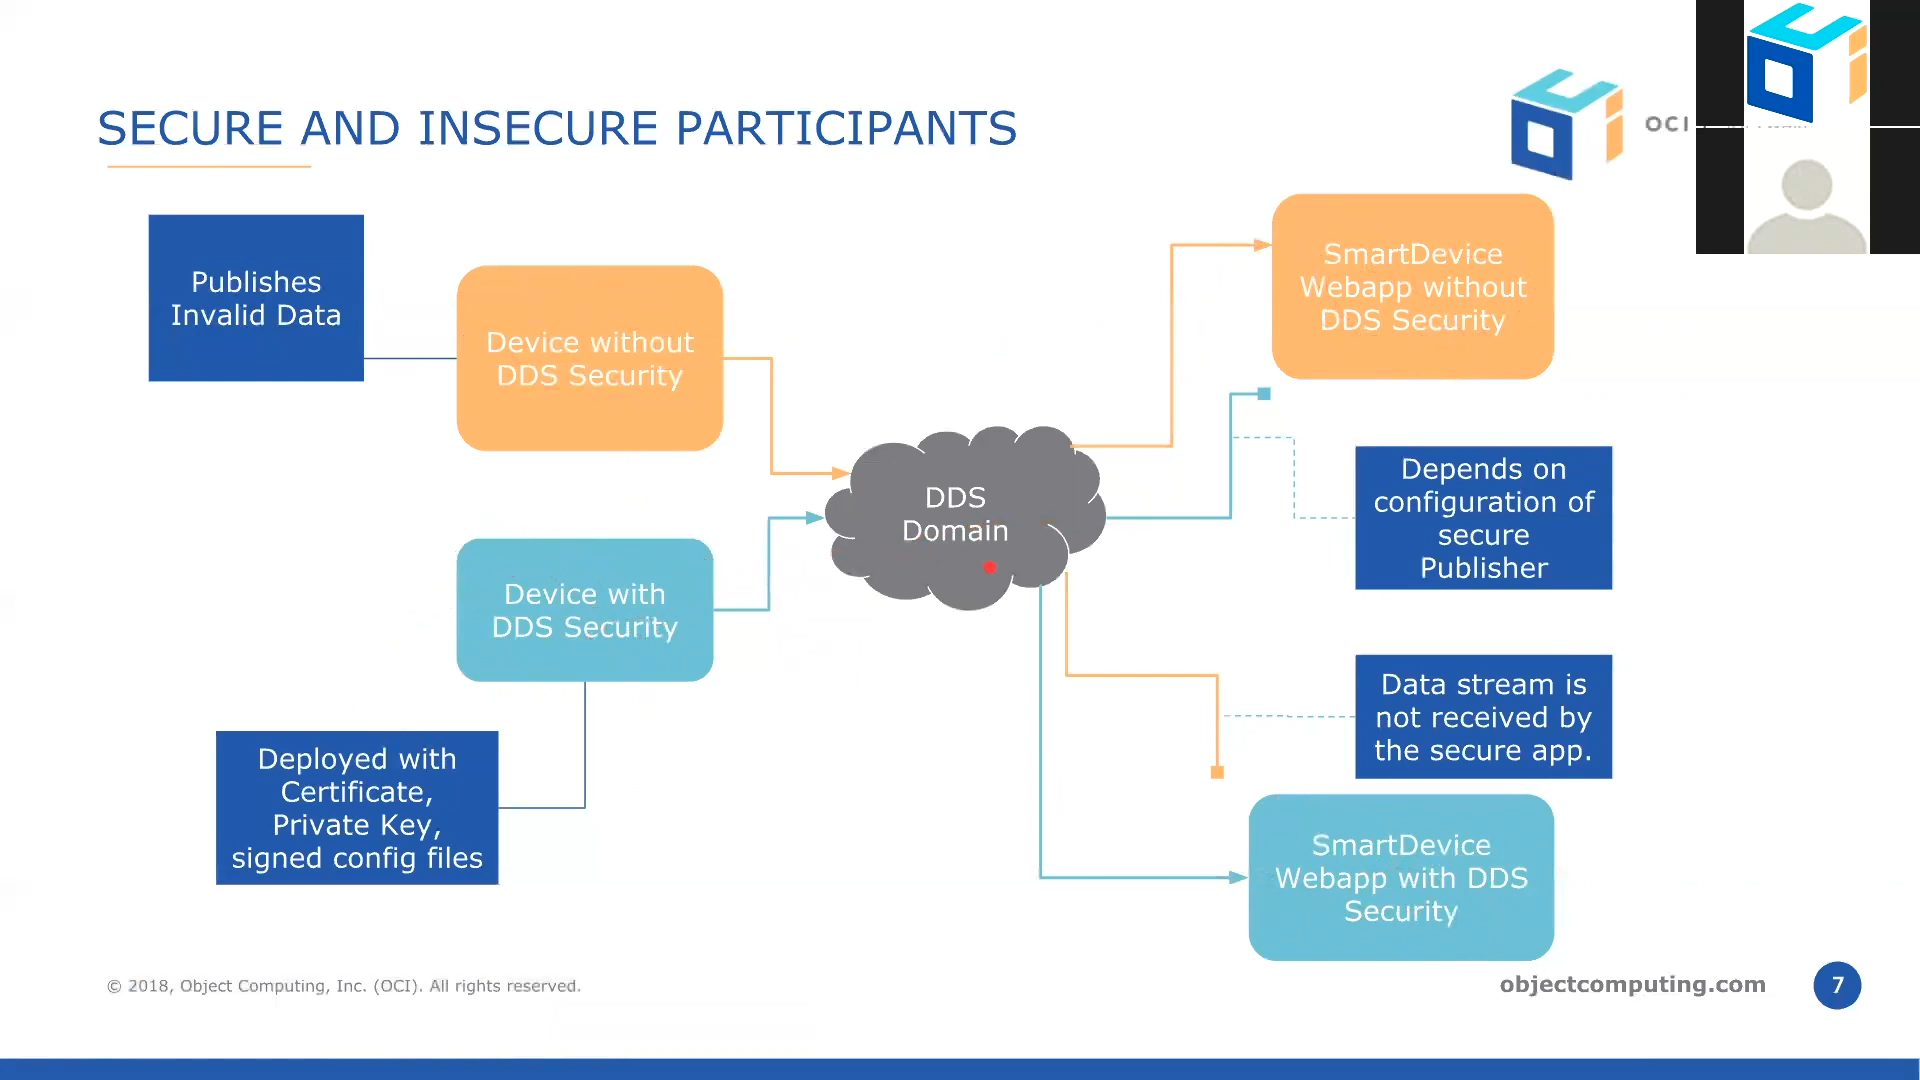 SECURE AND INSECURE PARTICIPANTS
OCI
Publishes
Invalid Data
Device without
DDS Security
SmartDevice
Webapp without
DDS Security
DDS
Domain
Depends on
configuration of
secure
Publisher
Device with
DDS Security
Data stream is
not received by
the secure app.
Deployed with
Certificate,
Private Key,
signed config files
SmartDevice
Webapp with DDS
Security
© 2018, Object Computing, Inc. (OCI). All rights reserved.
objectcomputing.com
7